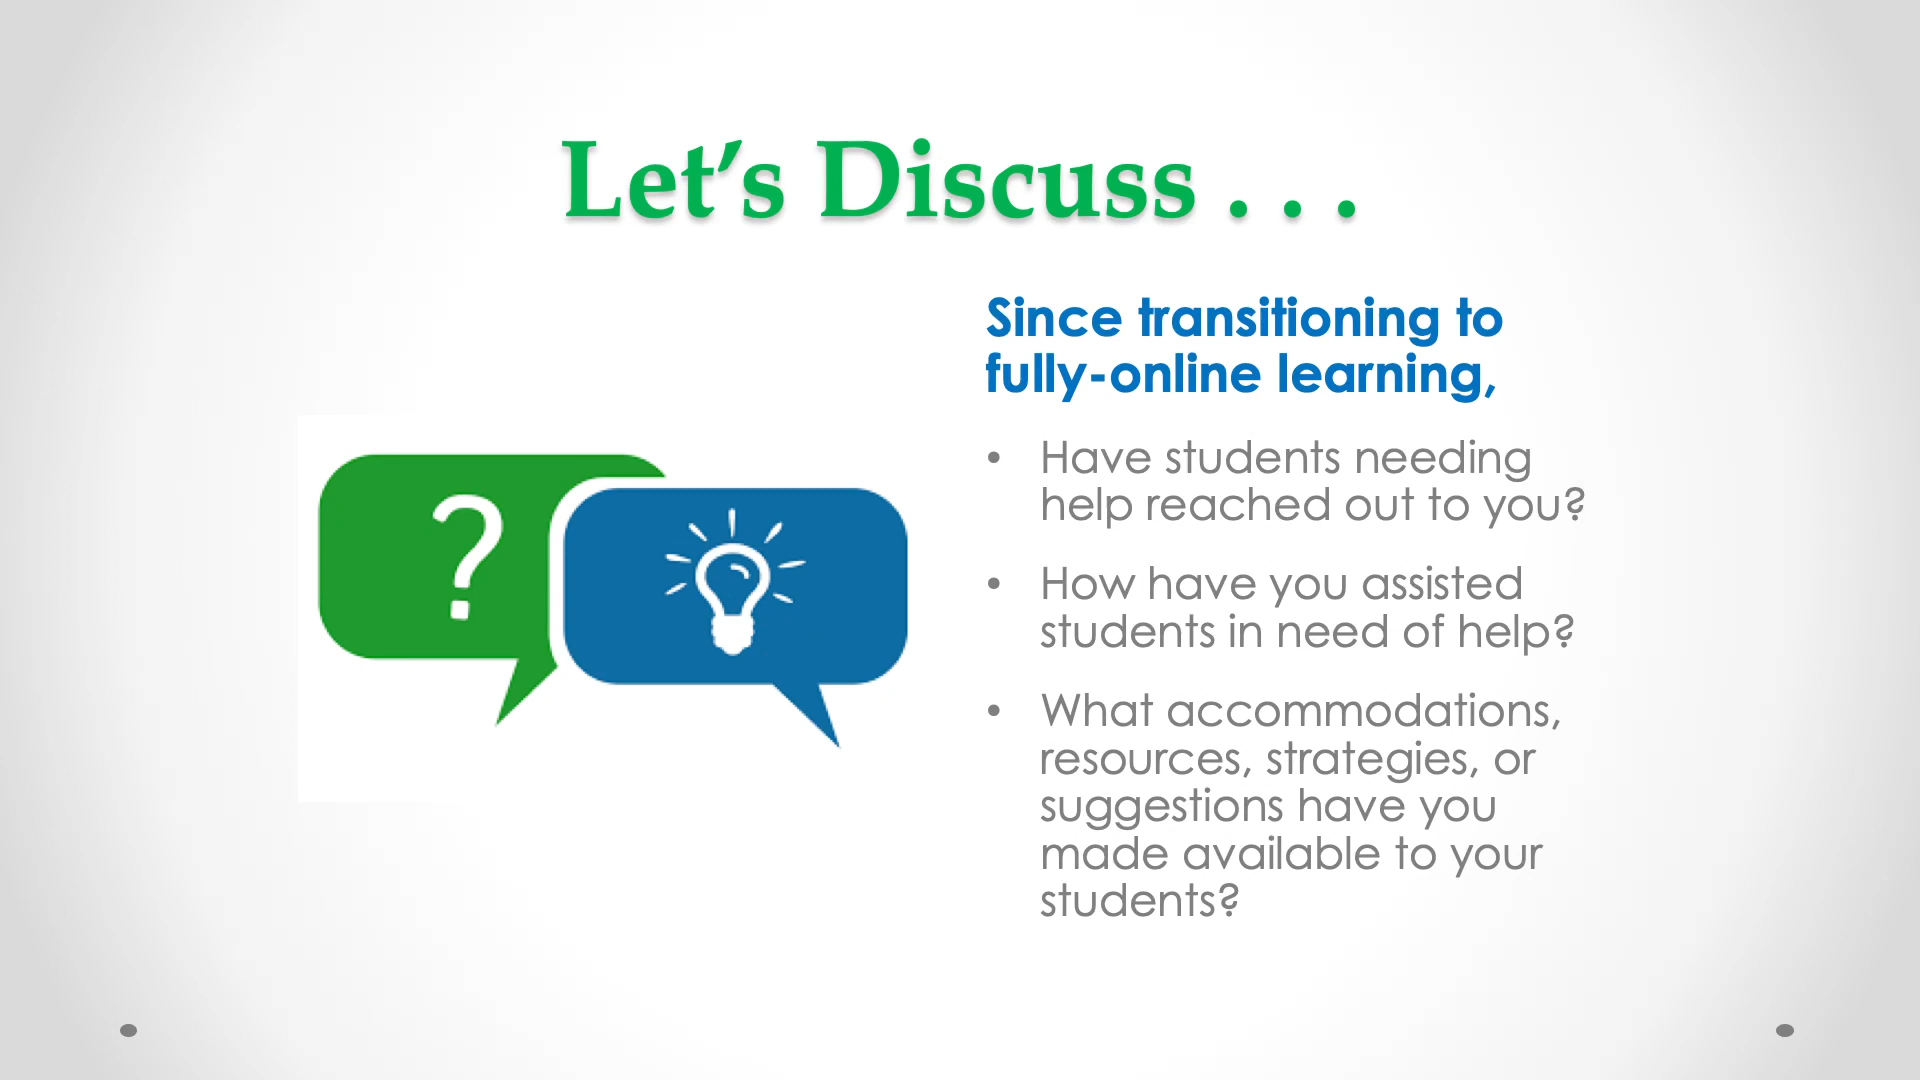 Let’s Discuss . . .
Since transitioning to
fully-online learning,
• Have students needing
help reached out to you?
• How have you assisted
students in need of help?
• What accommodations,
resources, strategies, or
suggestions have you
made available to your
students?
?